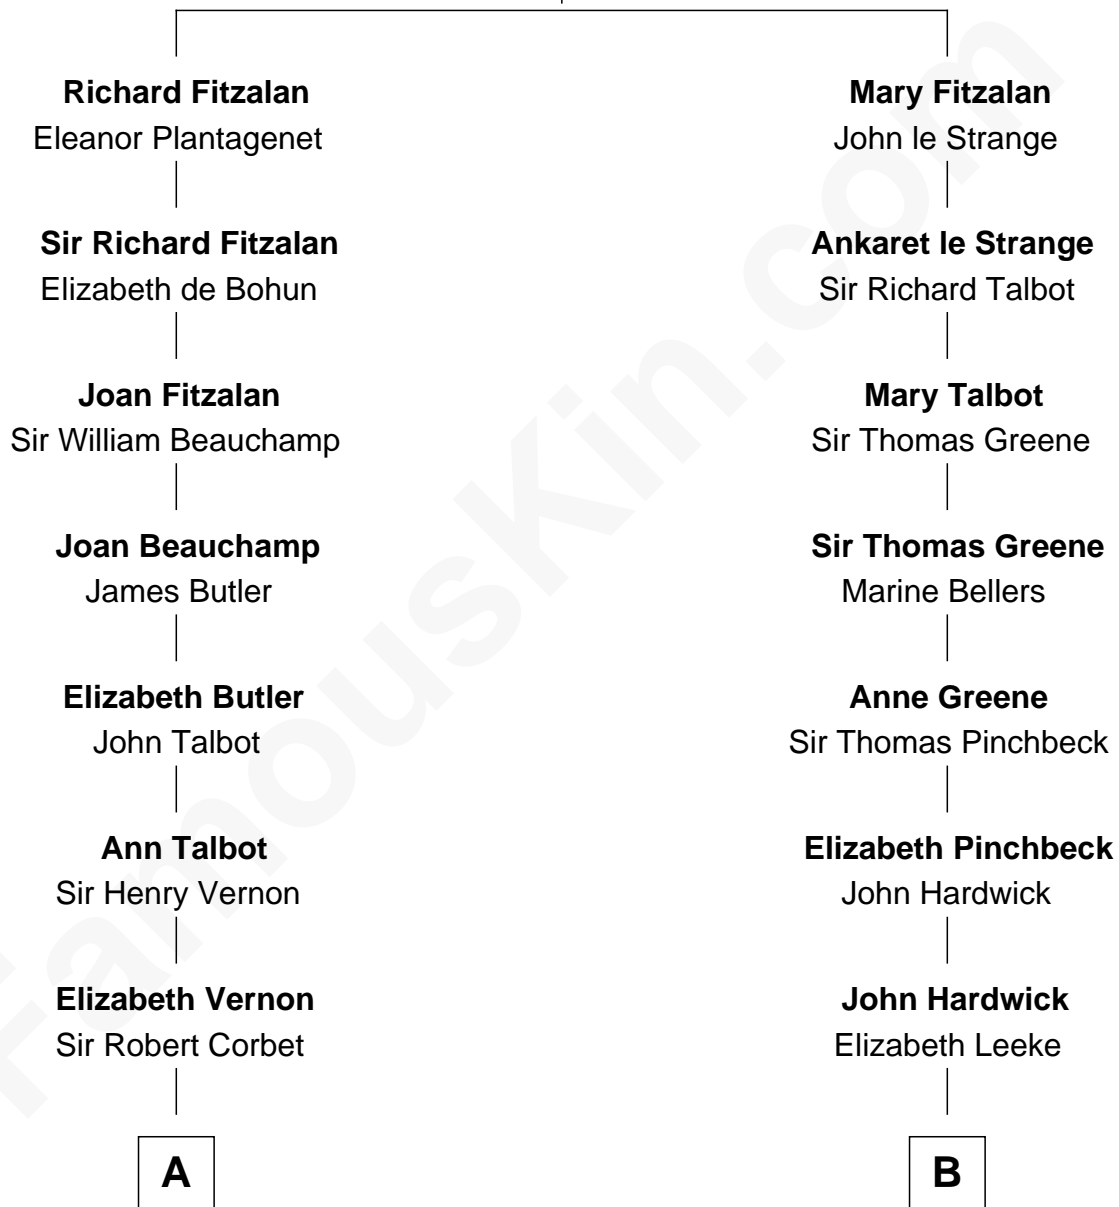 Richard Fitzalan
Eleanor Plantagenet
Sir Richard Fitzalan
Elizabeth de Bohun
Joan Fitzalan
Sir William Beauchamp
Joan Beauchamp
James Butler
Elizabeth Butler
John Talbot
Ann Talbot
Sir Henry Vernon
Elizabeth Vernon
Sir Robert Corbet
A
Mary Fitzalan
John le Strange
Ankaret le Strange
Sir Richard Talbot
Mary Talbot
Sir Thomas Greene
Sir Thomas Greene
Marine Bellers
Anne Greene
Sir Thomas Pinchbeck
Elizabeth Pinchbeck
John Hardwick
John Hardwick
Elizabeth Leeke
B
FamousKin.com